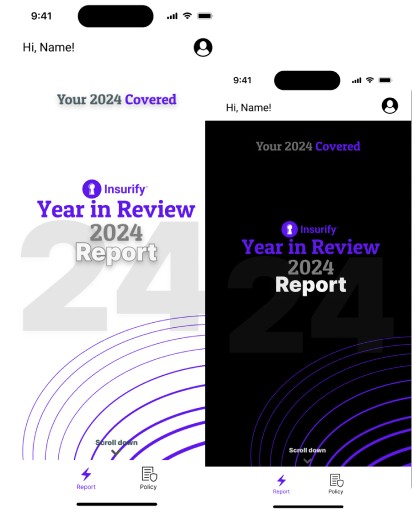 9:41
Hi, Name!
Your 2024 Covered
Insurify
Year in Review
24
2024
Report
Scroll down
Report
Policy
9:41
Hi, Name!
Your 2024 Covered
Insurify
Year in Review
24
2024
Report
Scroll down
Report
Policy